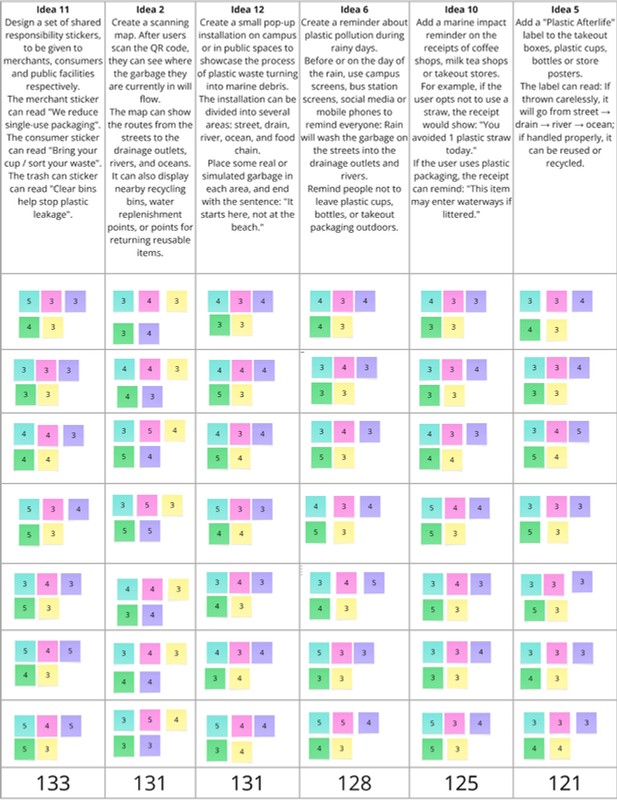 Idea 11
Design a set of shared
responsibility stickers,
to be given to
merchants, consumers
and public facilities
respectively.
The merchant sticker
can read "We reduce
single-use packaging".
The consumer sticker
can read "Bring your
cup / sort your waste".
The trash can sticker
can read "Clear bins
help stop plastic
leakage".
Idea 2
Create a scanning
map. After users
scan the QR code,
they can see where
the garbage they
are currently in will
flow.
The map can show
the routes from the
streets to the
drainage outlets,
rivers, and oceans.
It can also display
nearby recycling
bins, water
replenishment
points, or points for
returning reusable
items.
Idea 12
Create a small pop-up
installation on campus
or in public spaces to
showcase the process
of plastic waste turning
into marine debris.
The installation can be
divided into several
areas: street, drain,
river, ocean, and food
chain.
Place some real or
simulated garbage in
each area, and end
with the sentence: "It
starts here, not at the
beach."
Idea 6
Create a reminder about
plastic pollution during
rainy days.
Before or on the day of
the rain, use campus
screens, bus station
screens, social media or
mobile phones to
remind everyone: Rain
will wash the garbage on
the streets into the
drainage outlets and
rivers.
Remind people not to
leave plastic cups,
bottles, or takeout
packaging outdoors.
Idea 10
Add a marine impact
reminder on the
receipts of coffee
shops, milk tea shops
or takeout stores.
For example, if the
user opts not to use a
straw, the receipt
would show: "You
avoided 1 plastic straw
today."
If the user uses plastic
packaging, the receipt
can remind: "This item
may enter waterways if
littered."
Idea 5
Add a "Plastic Afterlife"
label to the takeout
boxes, plastic cups,
bottles or store
posters.
The label can read: If
thrown carelessly, it
will go from street →
drain → river → ocean;
if handled properly, it
can be reused or
recycled.
5 3 3 3 4 3 4 3 4 4 3 4 4 3 3 3 3 4
4 3 3 4 3 3 4 3 3 3 4 3
3 3 3 4 4 3 4 4 4 3 4 3 3 3 4 3 3 4
3 3 4 3 5 3 3 3 3 3 3 3
4 4 3 3 5 4 4 3 4 3 4 3 4 3 3 3 4 5
4 4 5 4 5 4 5 3 4 4 5 4
5 3 4 3 5 3 5 3 3 4 3 4 5 4 4 3 3 3
5 3 5 5 4 4 5 3 5 3 5 3
3 4 3 4 4 3 3 4 3 3 4 5 3 4 3 3 3 3
5 3 3 4 4 3 4 3 5 3 5 3
5 4 5 3 4 3 4 3 4 5 3 3 3 3 4 3 3 4
4 3 4 4 3 4 3 3 3 3 4 3
5 4 5 3 5 4 5 4 4 5 5 4 3 4 3 3 3 3
5 3 3 3 3 4 4 3 5 3 4 4
133 131 131 128 125 121